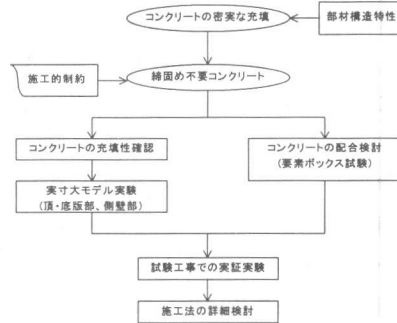 コンクリートの密実な充填
部材構造特性
施工的制約
締固め不要コンクリート
コンクリートの充填性確認
コンクリートの配合検討
(要素ボックス試験)
実寸大モデル実験
(頂・底版部、側壁部)
試験工事での実証実験
施工法の詳細検討